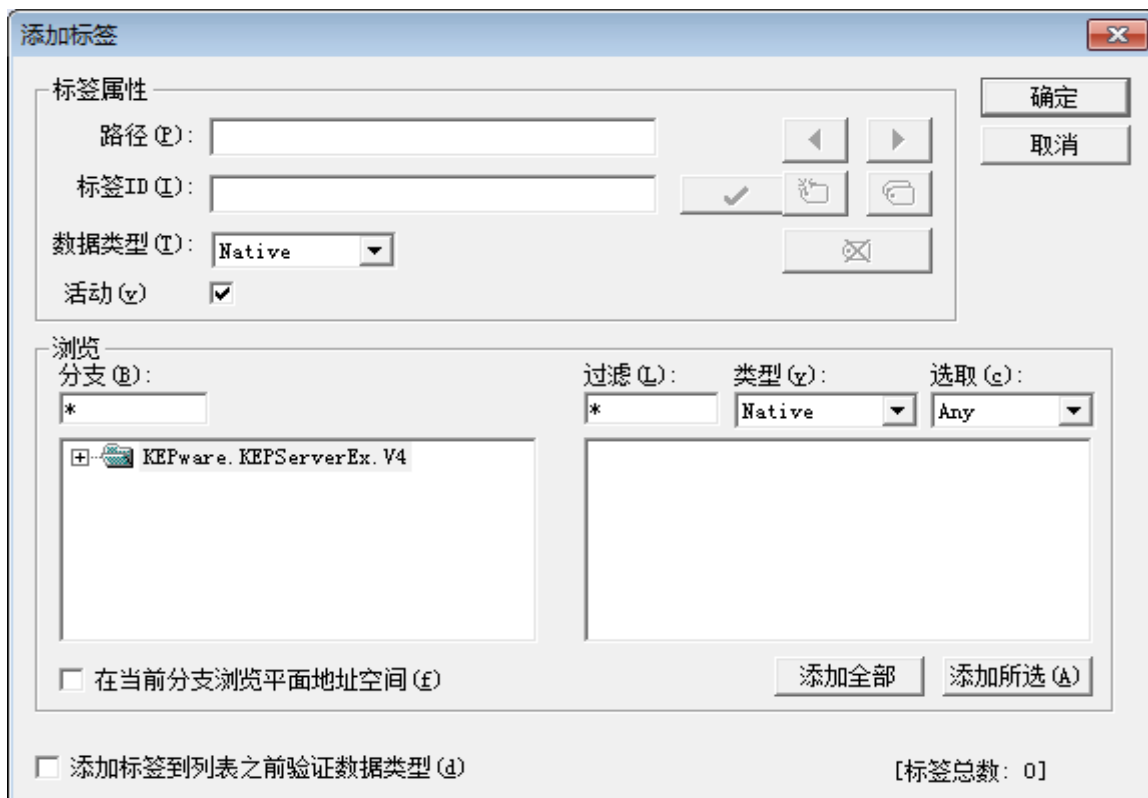 添加标签
标签属性
确定
路径(P):
取消
标签ID(I):
数据类型(T): Native
活动(v)
浏览
分支(B): 过滤(L): 类型(y): 选取(c):
* * Native Any
KEPware.KEPServerEx.V4
在当前分支浏览平面地址空间(f) 添加全部 添加所选(A)
添加标签到列表之前验证数据类型(d) [标签总数: 0]